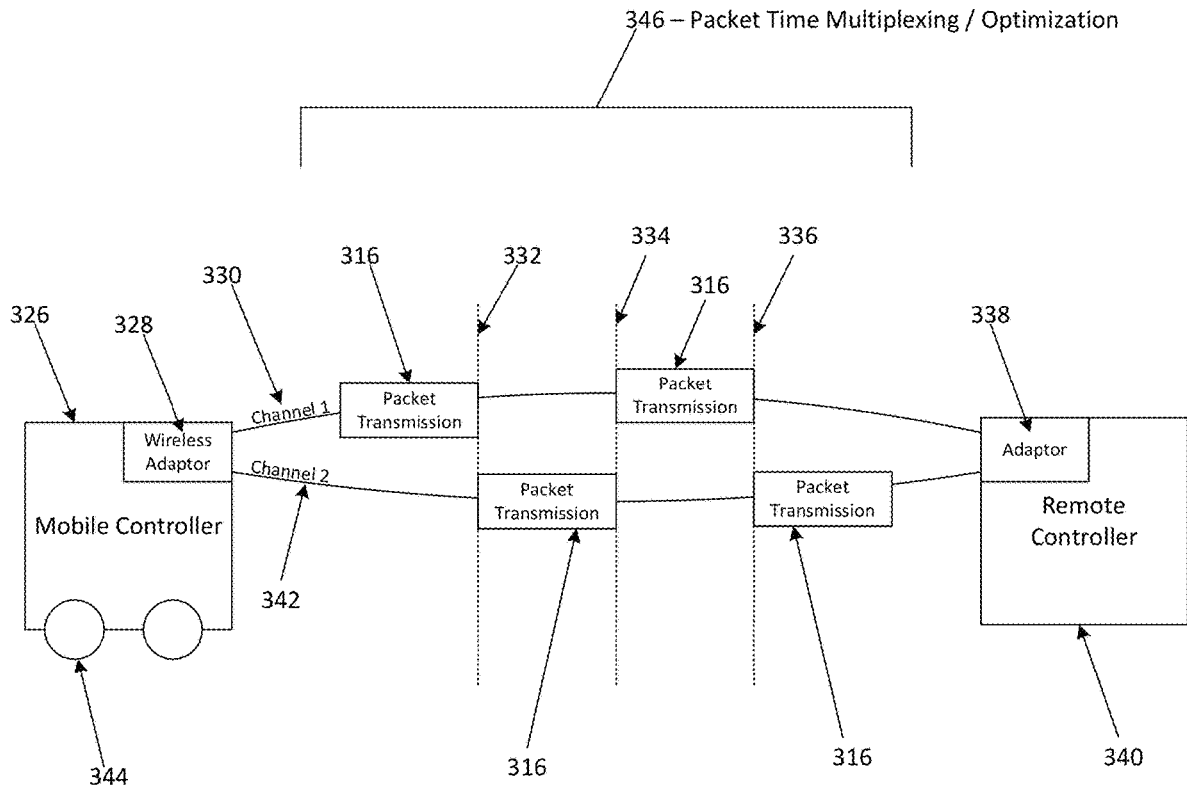 346 – Packet Time Multiplexing / Optimization
334
336
316
332
316
330
338
326
328
Packet
Transmission
Packet
Transmission
Channel 1
Wireless
Adaptor
Adaptor
Channel 2
Packet
Transmission
Packet
Transmission
Mobile Controller
Remote
Controller
342
316
316
340
344